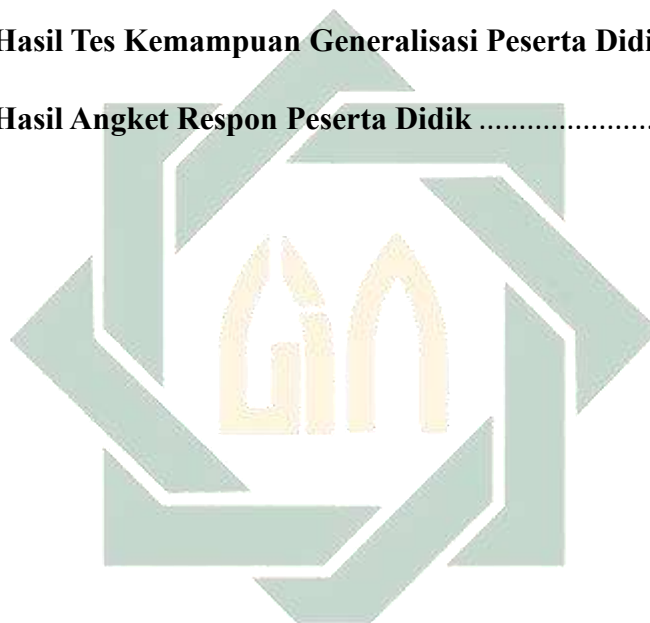 Hasil Tes Kemampuan Generalisasi Peserta Didi
Hasil Angket Respon Peserta Didik ......................